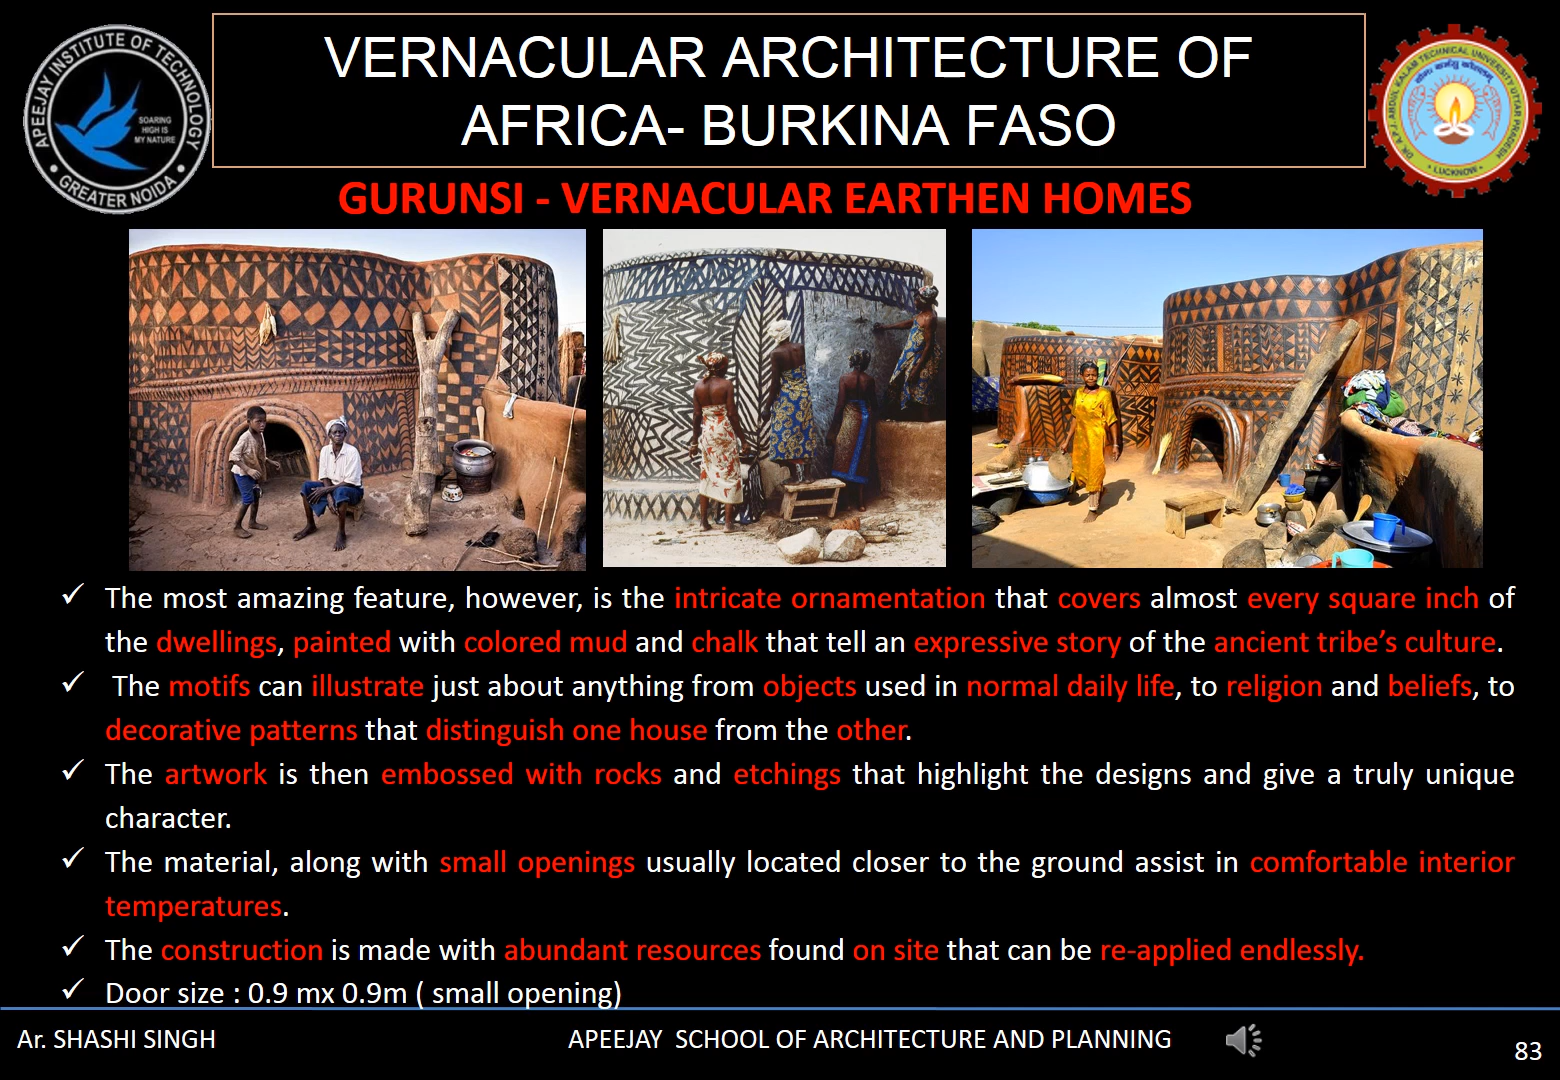 APEEJAY INSTITUTE OF TECHNOLOGY
SOARING
HIGH IS
MY NATURE
• GREATER NOIDA •
VERNACULAR ARCHITECTURE OF
AFRICA- BURKINA FASO
DR. A.P.J. ABDUL KALAM TECHNICAL UNIVERSITY UTTAR PRADESH
• LUCKNOW •
GURUNSI - VERNACULAR EARTHEN HOMES
✓ The most amazing feature, however, is the intricate ornamentation that covers almost every square inch of
the dwellings, painted with colored mud and chalk that tell an expressive story of the ancient tribe’s culture.
✓ The motifs can illustrate just about anything from objects used in normal daily life, to religion and beliefs, to
decorative patterns that distinguish one house from the other.
✓ The artwork is then embossed with rocks and etchings that highlight the designs and give a truly unique
character.
✓ The material, along with small openings usually located closer to the ground assist in comfortable interior
temperatures.
✓ The construction is made with abundant resources found on site that can be re-applied endlessly.
✓ Door size : 0.9 mx 0.9m ( small opening)
Ar. SHASHI SINGH
APEEJAY SCHOOL OF ARCHITECTURE AND PLANNING
83